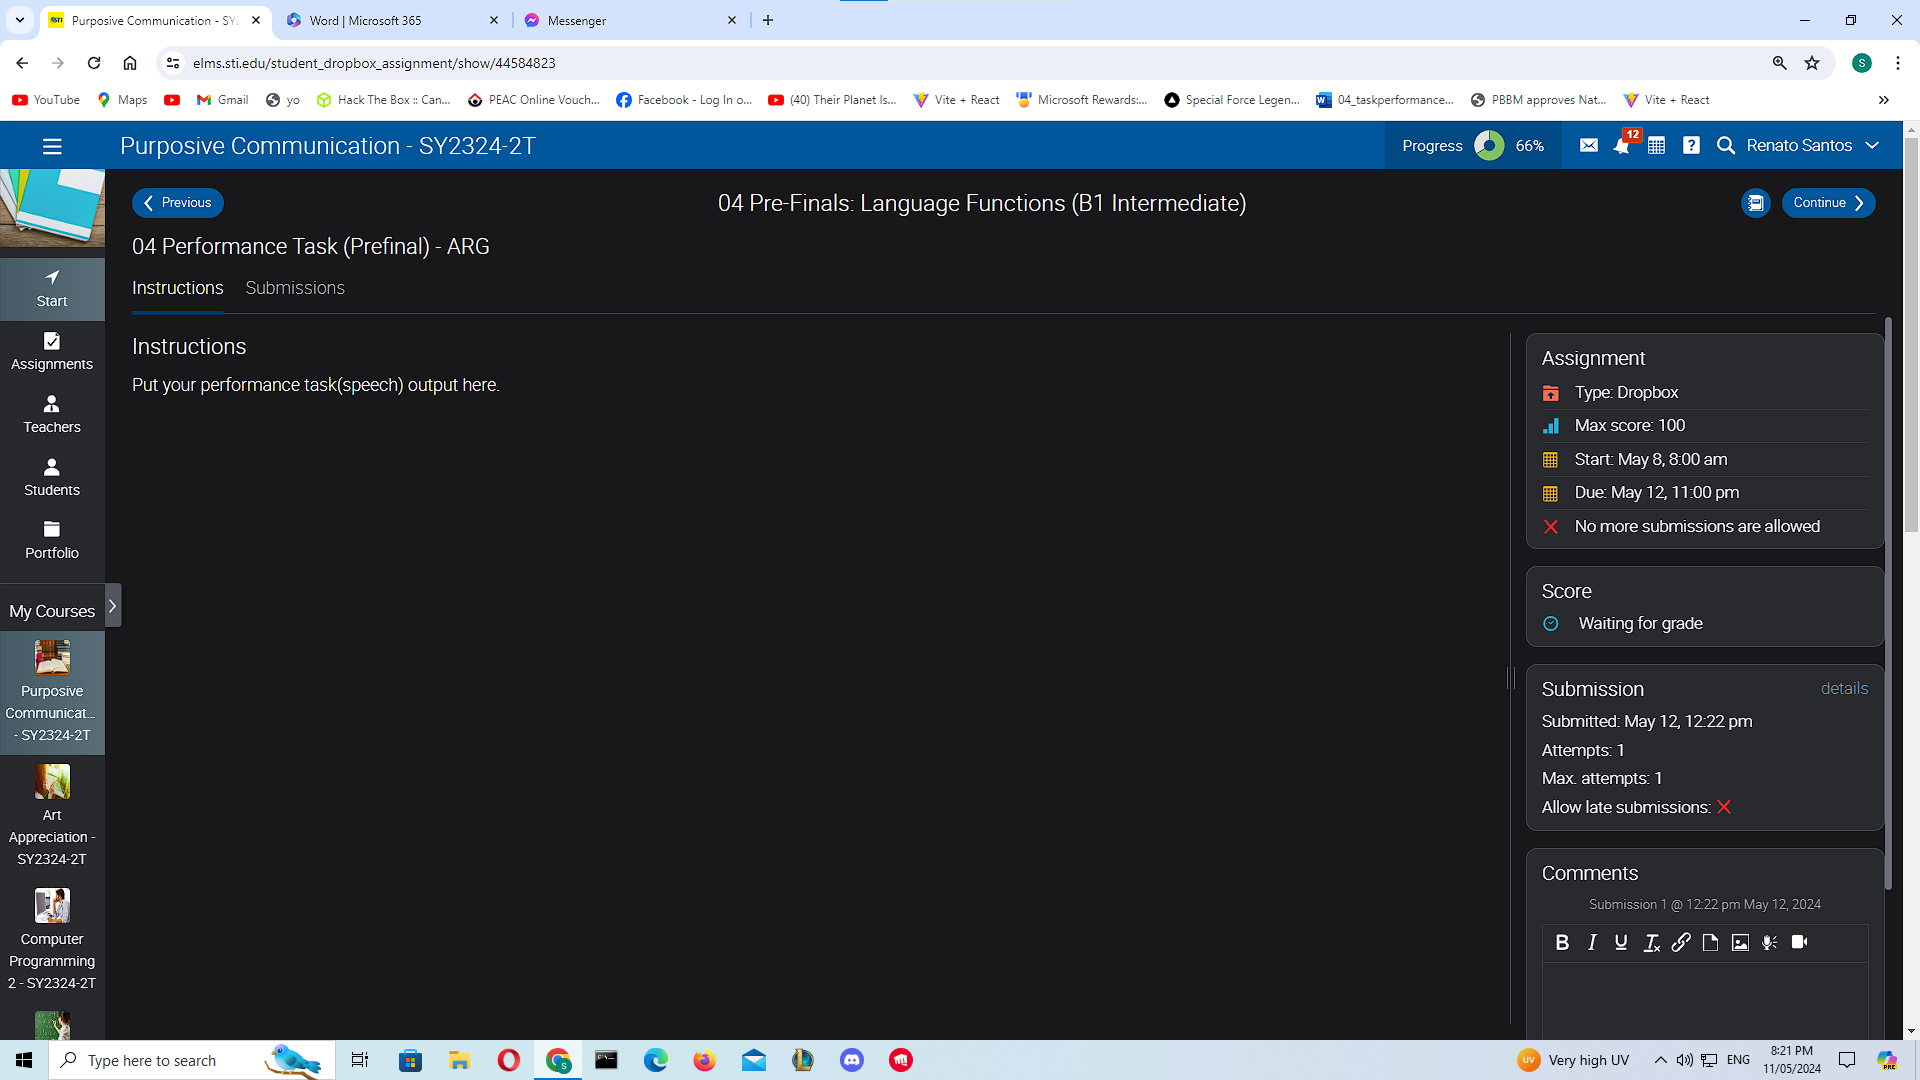 Purposive Communication - SY2
Word | Microsoft 365
Messenger
elms.sti.edu/student_dropbox_assignment/show/44584823
S
YouTube
Maps
Gmail
yo
Hack The Box :: Can...
PEAC Online Vouch...
Facebook - Log In o...
(40) Their Planet Is...
Vite + React
Microsoft Rewards:...
Special Force Legen...
04_taskperformance...
PBBM approves Nat...
Vite + React
Purposive Communication - SY2324-2T
Progress
66%
12
Renato Santos
Previous
04 Pre-Finals: Language Functions (B1 Intermediate)
Continue
04 Performance Task (Prefinal) - ARG
Instructions
Submissions
Start
Assignments
Teachers
Students
Portfolio
My Courses
Purposive
Communicat...
- SY2324-2T
Art
Appreciation -
SY2324-2T
Computer
Programming
2 - SY2324-2T
Instructions
Put your performance task(speech) output here.
Assignment
Type: Dropbox
Max score: 100
Start: May 8, 8:00 am
Due: May 12, 11:00 pm
No more submissions are allowed
Score
Waiting for grade
Submission
details
Submitted: May 12, 12:22 pm
Attempts: 1
Max. attempts: 1
Allow late submissions:
Comments
Submission 1 @ 12:22 pm May 12, 2024
B I U
Type here to search
Very high UV
ENG
8:21 PM
11/05/2024